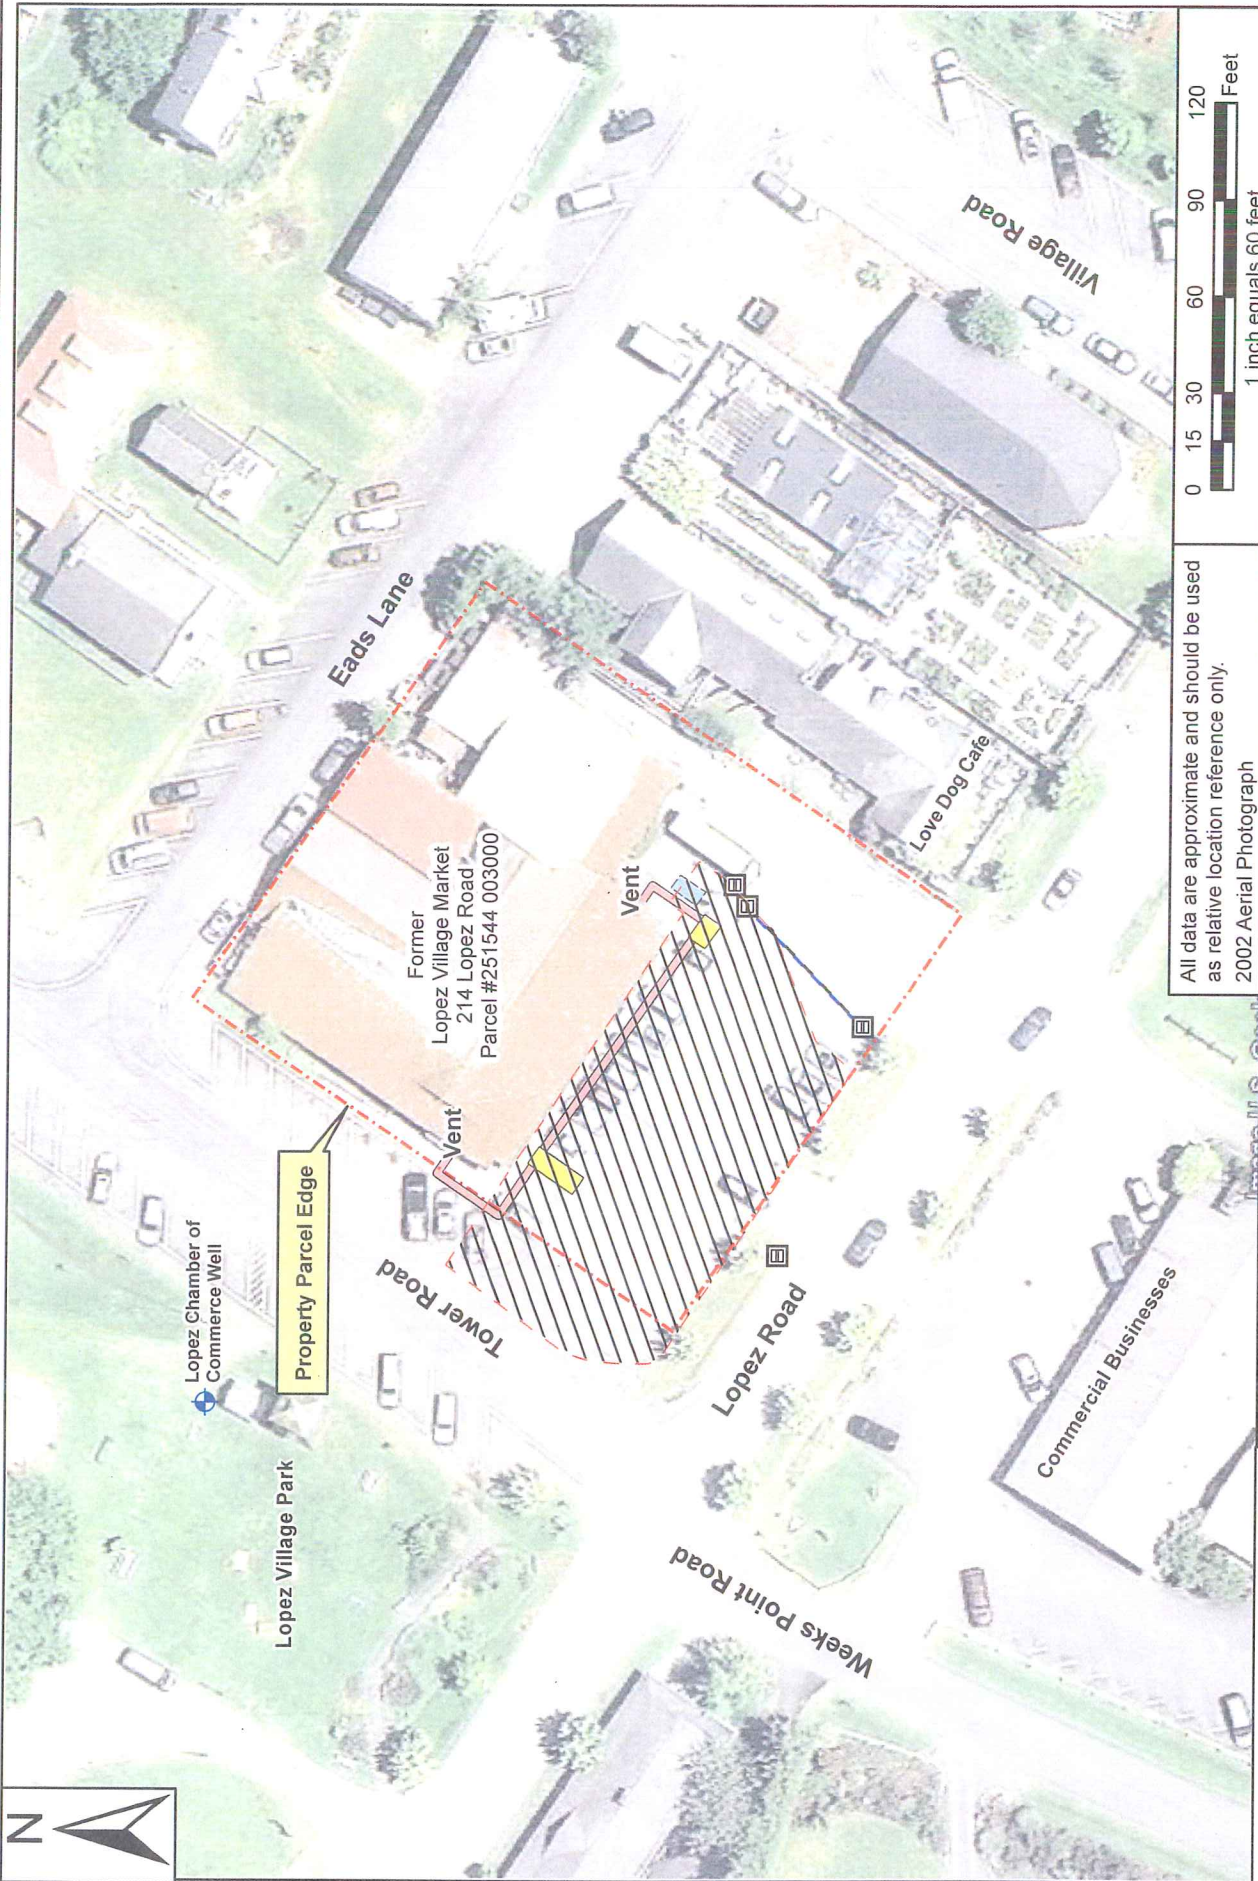 N
Lopez Village Park
Lopez Chamber of
Commerce Well
Property Parcel Edge
Tower Road
Vent
Eads Lane
Former
Lopez Village Market
214 Lopez Road
Parcel #251544 003000
Vent
Weeks Point Road
Lopez Road
Love Dog Cafe
Village Road
Commercial Businesses
All data are approximate and should be used
as relative location reference only.
2002 Aerial Photograph
0 15 30 60 90 120
Feet
1 inch equals 60 feet